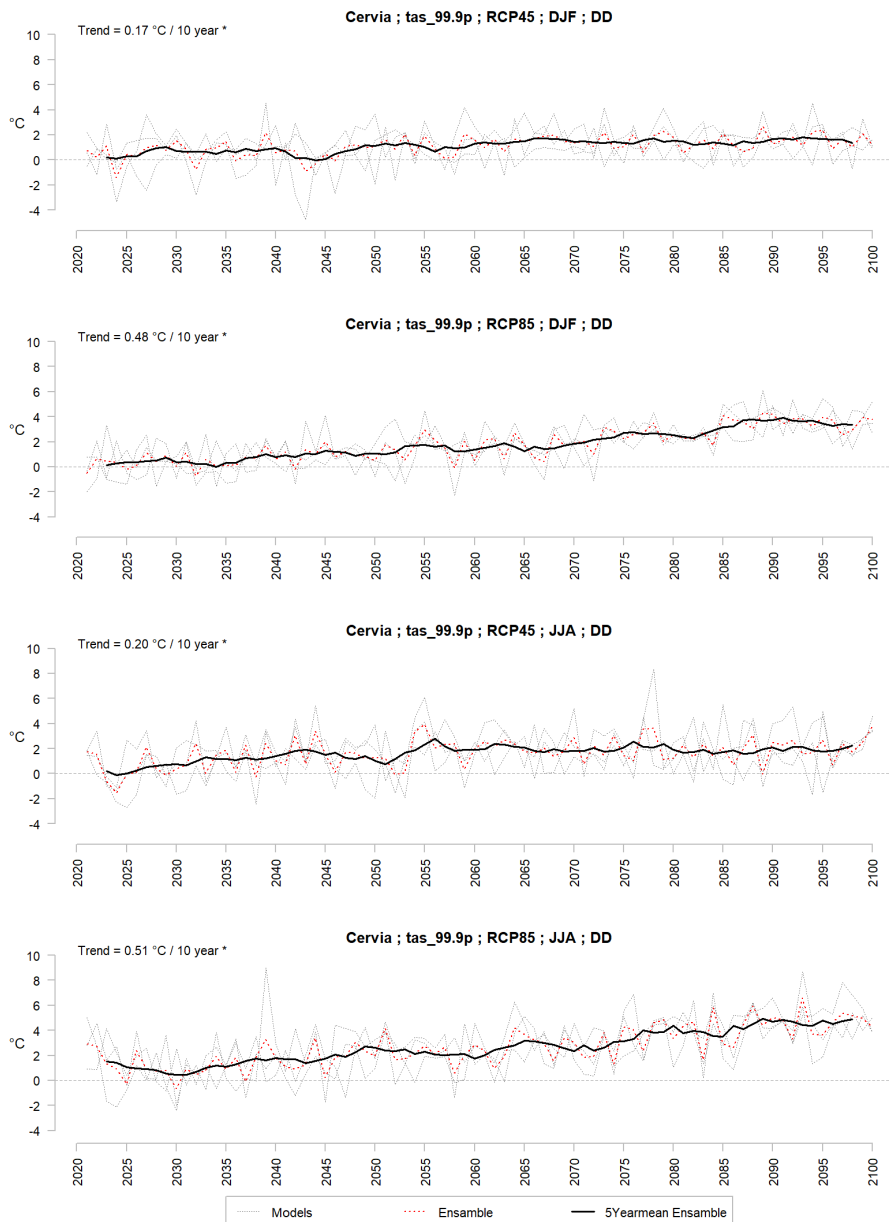 Cervia ; tas_99.9p ; RCP45 ; DJF ; DD
Trend = 0.17 °C / 10 year *
10
8
6
4
2
0
-2
-4
°C
2020 2025 2030 2035 2040 2045 2050 2055 2060 2065 2070 2075 2080 2085 2090 2095 2100
Cervia ; tas_99.9p ; RCP85 ; DJF ; DD
Trend = 0.48 °C / 10 year *
10
8
6
4
2
0
-2
-4
°C
2020 2025 2030 2035 2040 2045 2050 2055 2060 2065 2070 2075 2080 2085 2090 2095 2100
Cervia ; tas_99.9p ; RCP45 ; JJA ; DD
Trend = 0.20 °C / 10 year *
10
8
6
4
2
0
-2
-4
°C
2020 2025 2030 2035 2040 2045 2050 2055 2060 2065 2070 2075 2080 2085 2090 2095 2100
Cervia ; tas_99.9p ; RCP85 ; JJA ; DD
Trend = 0.51 °C / 10 year *
10
8
6
4
2
0
-2
-4
°C
2020 2025 2030 2035 2040 2045 2050 2055 2060 2065 2070 2075 2080 2085 2090 2095 2100
Models Ensamble 5Yearmean Ensamble